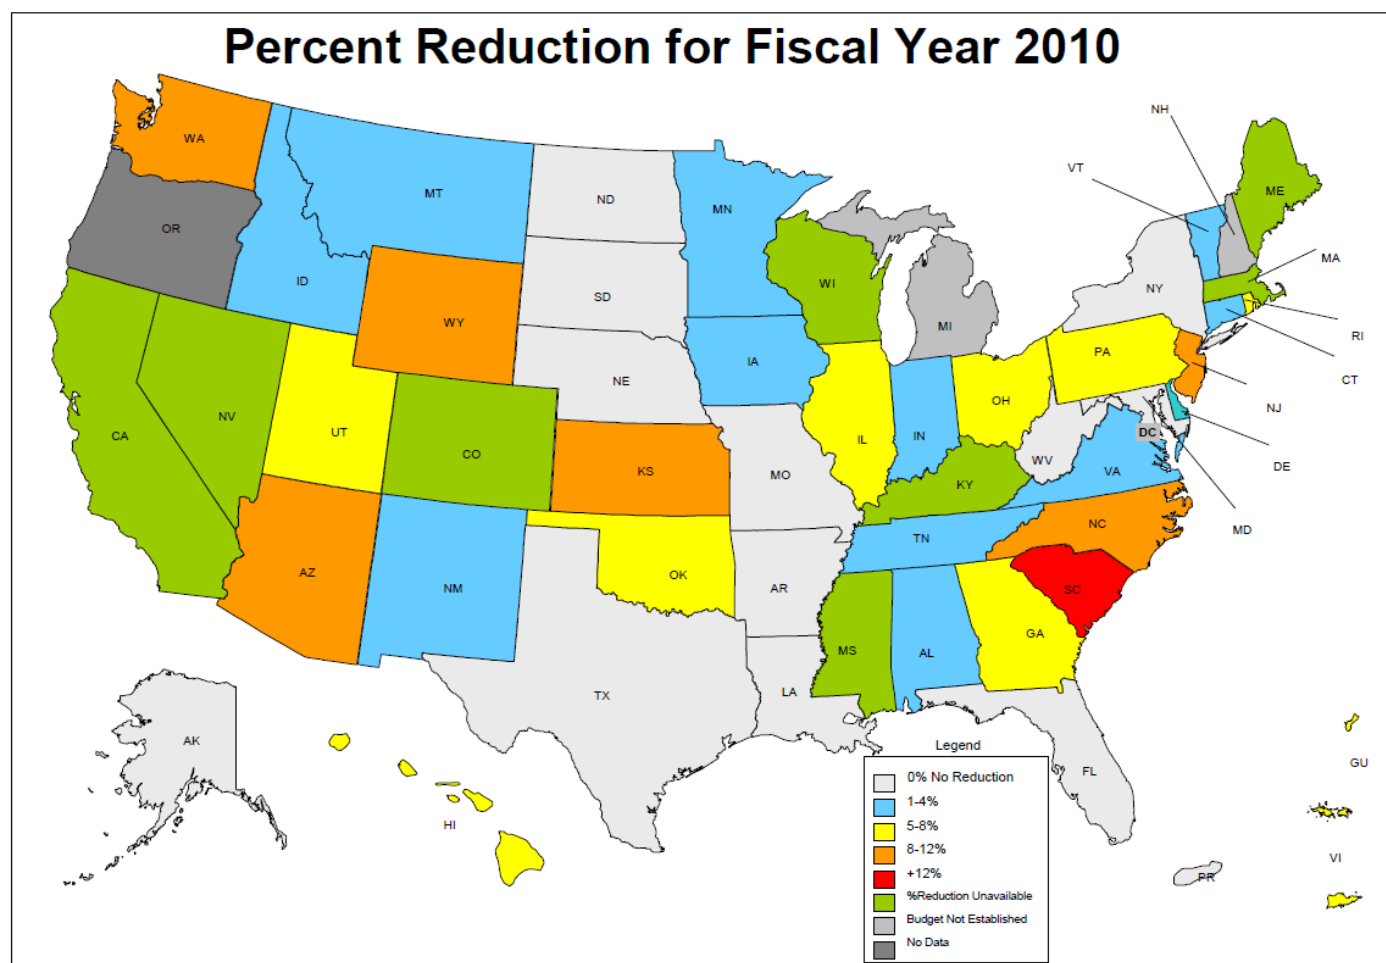 Percent Reduction for Fiscal Year 2010
NH
WA
VT
MT
ND
MN
ME
OR
MA
ID
SD
WI
NY
WY
MI
RI
IA
PA
CT
NE
OH
NJ
NV
UT
CA
IL
IN
DC
CO
WV
DE
KS
MO
KY
VA
NC
MD
TN
AZ
OK
NM
AR
SC
GA
MS
AL
TX
LA
AK
GU
FL
HI
VI
PR
Legend
0% No Reduction
1-4%
5-8%
8-12%
+12%
%Reduction Unavailable
Budget Not Established
No Data